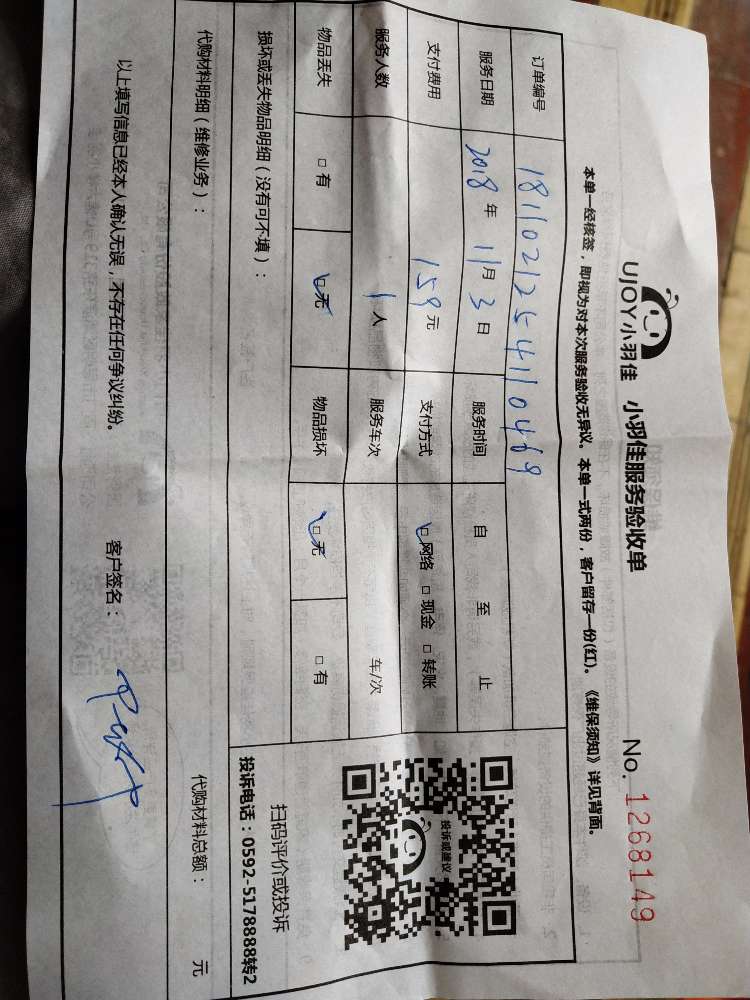 UJOY小羽佳 小羽佳服务验收单 No. 1268149
本单一经核签，即视为对本次服务验收无异议。本单一式两份，客户留存一份(红)。《维保须知》详见背面。
订单编号 1811021254110469
服务日期 2018 年 11 月 3 日 服务时间 自 至 止
支付费用 159 元 支付方式 □网络 □现金 □转账
服务人数 1 人 服务车次 车/次
物品丢失 □有 □无 物品损坏 □无 □有
损坏或丢失物品明细（没有可不填）：
投诉或建议
扫码评价或投诉
投诉电话：0592-5178888转2
代购材料明细（维修业务）： 代购材料总额： 元
以上填写信息已经本人确认无误，不存在任何争议纠纷。 客户签名：